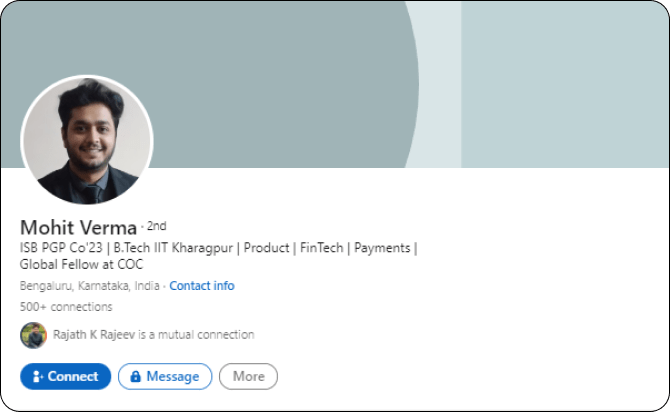 Mohit Verma · 2nd
ISB PGP Co'23 | B.Tech IIT Kharagpur | Product | FinTech | Payments |
Global Fellow at COC
Bengaluru, Karnataka, India · Contact info
500+ connections
Rajath K Rajeev is a mutual connection
Connect Message More